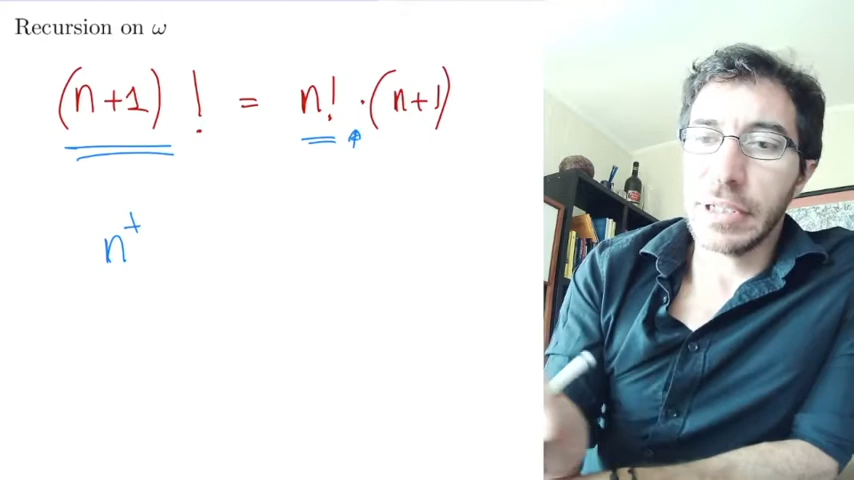 Recursion on ω
(n+1)! = n! · (n+1)
n⁺